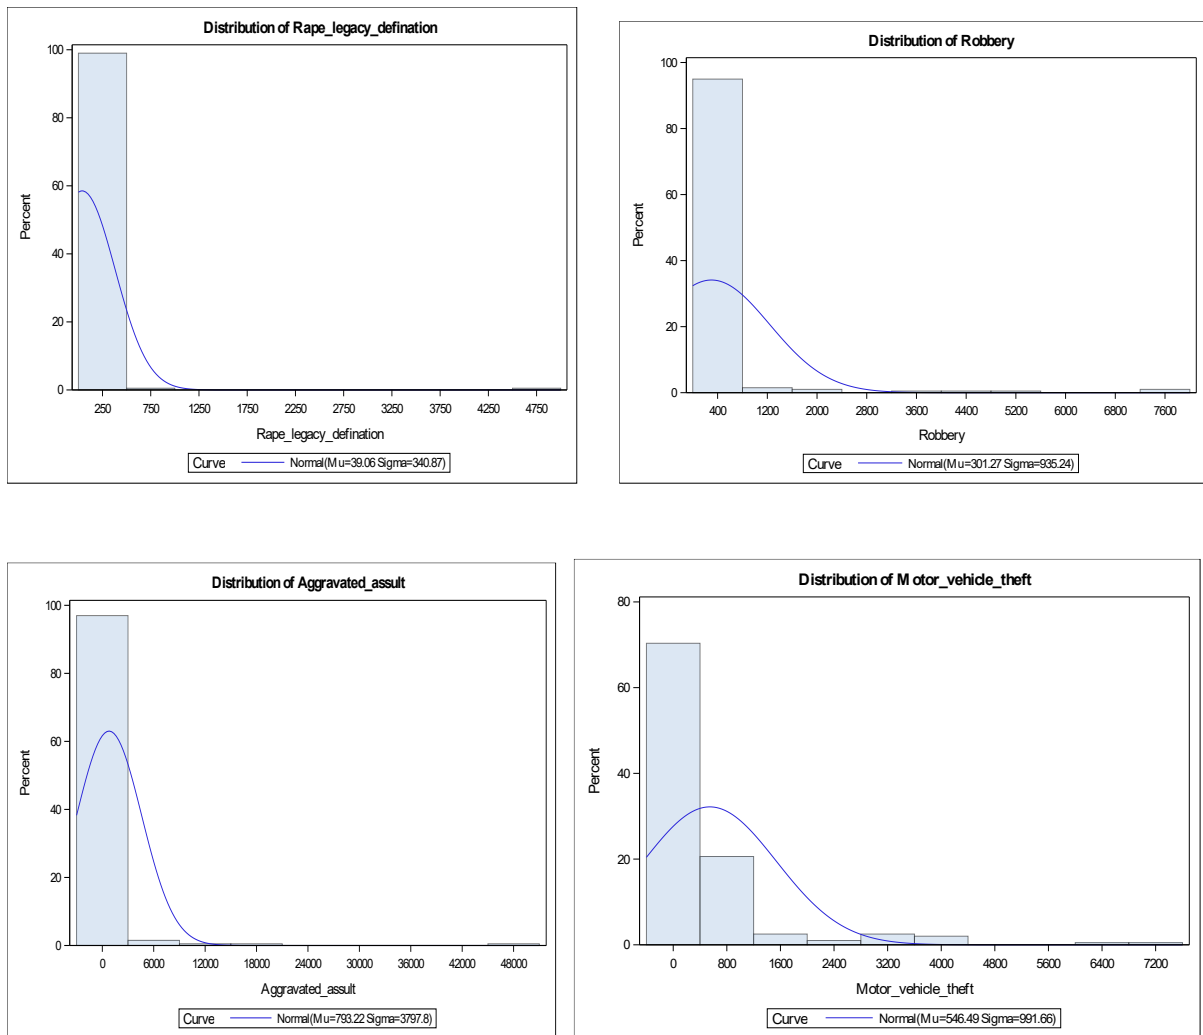 Distribution of Rape_legacy_defination
100
80
60
40
20
0
Percent
250 750 1250 1750 2250 2750 3250 3750 4250 4750
Rape_legacy_defination
Curve Normal(Mu=39.06 Sigma=340.87)
Distribution of Robbery
100
80
60
40
20
0
Percent
400 1200 2000 2800 3600 4400 5200 6000 6800 7600
Robbery
Curve Normal(Mu=301.27 Sigma=935.24)
Distribution of Aggravated_assult
100
80
60
40
20
0
Percent
0 6000 12000 18000 24000 30000 36000 42000 48000
Aggravated_assult
Curve Normal(Mu=793.22 Sigma=3797.8)
Distribution of Motor_vehicle_theft
80
60
40
20
0
Percent
0 800 1600 2400 3200 4000 4800 5600 6400 7200
Motor_vehicle_theft
Curve Normal(Mu=546.49 Sigma=991.66)